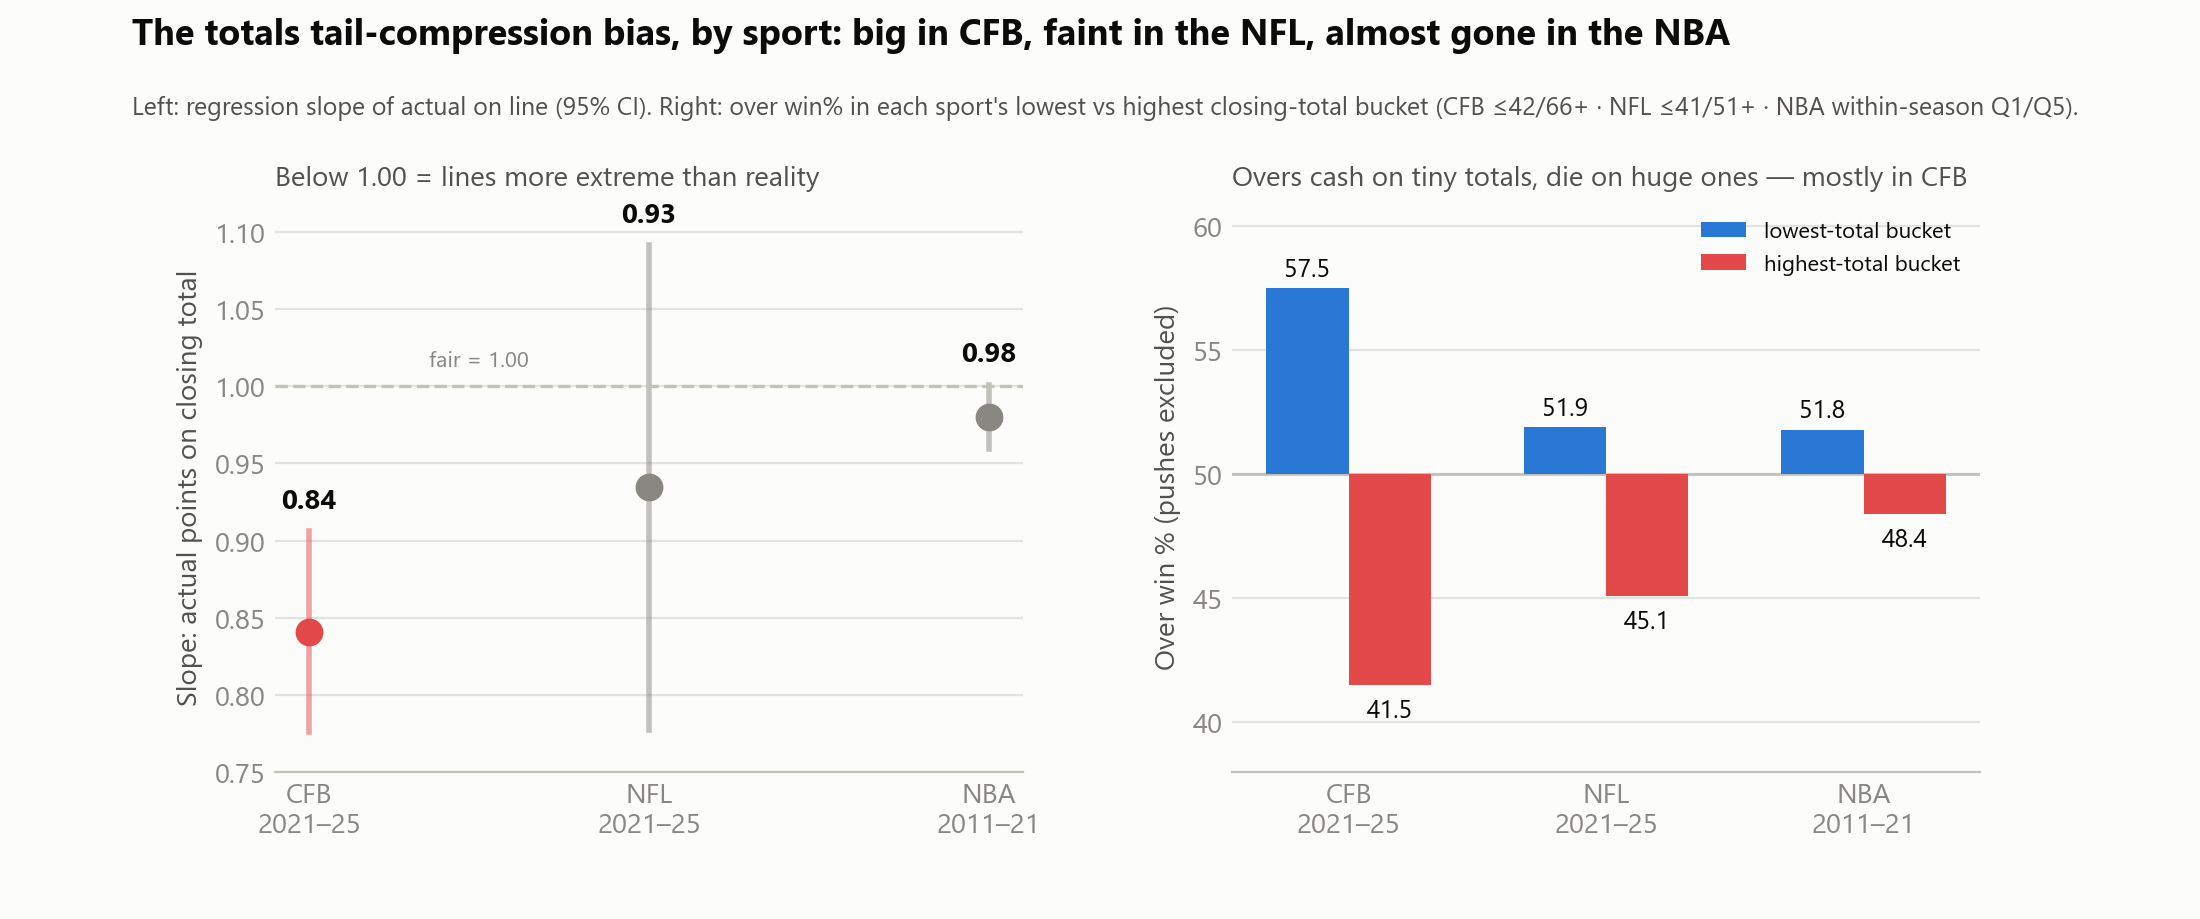 The totals tail-compression bias, by sport: big in CFB, faint in the NFL, almost gone in the NBA
Left: regression slope of actual on line (95% CI). Right: over win% in each sport's lowest vs highest closing-total bucket (CFB ≤42/66+ · NFL ≤41/51+ · NBA within-season Q1/Q5).
Below 1.00 = lines more extreme than reality
Slope: actual points on closing total
1.10
1.05
1.00
0.95
0.90
0.85
0.80
0.75
fair = 1.00
0.84
0.93
0.98
CFB
2021–25
NFL
2021–25
NBA
2011–21
Overs cash on tiny totals, die on huge ones — mostly in CFB
Over win % (pushes excluded)
60
55
50
45
40
lowest-total bucket
highest-total bucket
57.5
41.5
51.9
45.1
51.8
48.4
CFB
2021–25
NFL
2021–25
NBA
2011–21